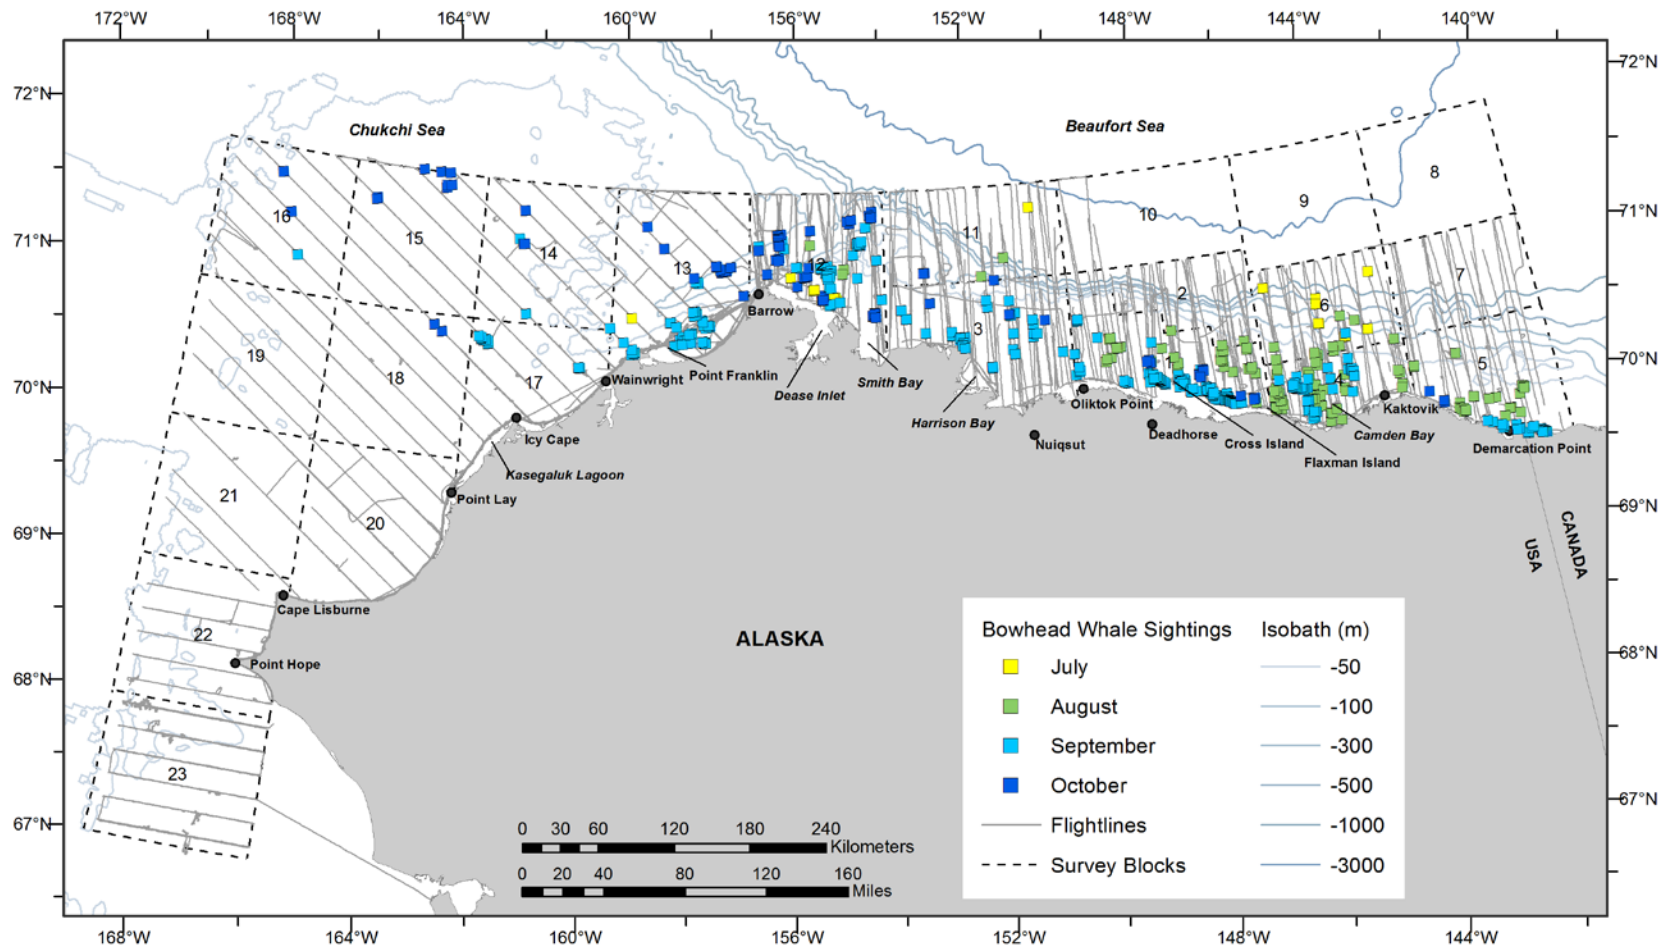 172°W 168°W 164°W 160°W 156°W 152°W 148°W 144°W 140°W
72°N 72°N
Chukchi Sea Beaufort Sea
8
9
10
71°N 16 15 14 13 12 11 71°N
7
2
6
3
1
4
5
19
18
17
Barrow
70°N 70°N
Wainwright
Point Franklin
Dease Inlet
Smith Bay
Harrison Bay
Oliktok Point
Nuiqsut
Deadhorse
Cross Island
Flaxman Island
Camden Bay
Kaktovik
Demarcation Point
Icy Cape
Kasegaluk Lagoon
Point Lay
21
20
69°N 69°N
USA
CANADA
Cape Lisburne
22
Point Hope
68°N 68°N
ALASKA
23
67°N 67°N
Bowhead Whale Sightings Isobath (m)
July -50
August -100
September -300
October -500
Flightlines -1000
Survey Blocks -3000
0 30 60 120 180 240
Kilometers
0 20 40 80 120 160
Miles
168°W 164°W 160°W 156°W 152°W 148°W 144°W 140°W